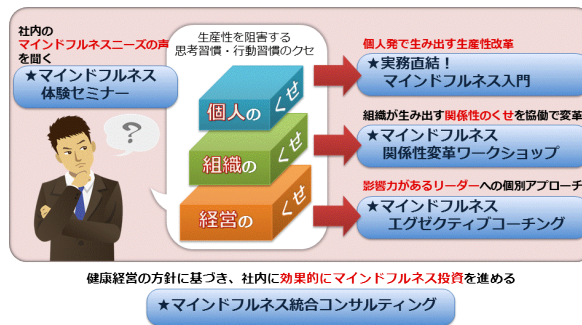 社内の
マインドフルネスニーズの声
を聞く
★マインドフルネス
体験セミナー
?
生産性を阻害する
思考習慣・行動習慣のクセ
個人の くせ
組織の くせ
経営の くせ
個人発で生み出す生産性改革
★実務直結！
マインドフルネス入門
組織が生み出す関係性のくせを協働で変革
★マインドフルネス
関係性変革ワークショップ
影響力があるリーダーへの個別アプローチ
★マインドフルネス
エグゼクティブコーチング
健康経営の方針に基づき、社内に効果的にマインドフルネス投資を進める
★マインドフルネス統合コンサルティング